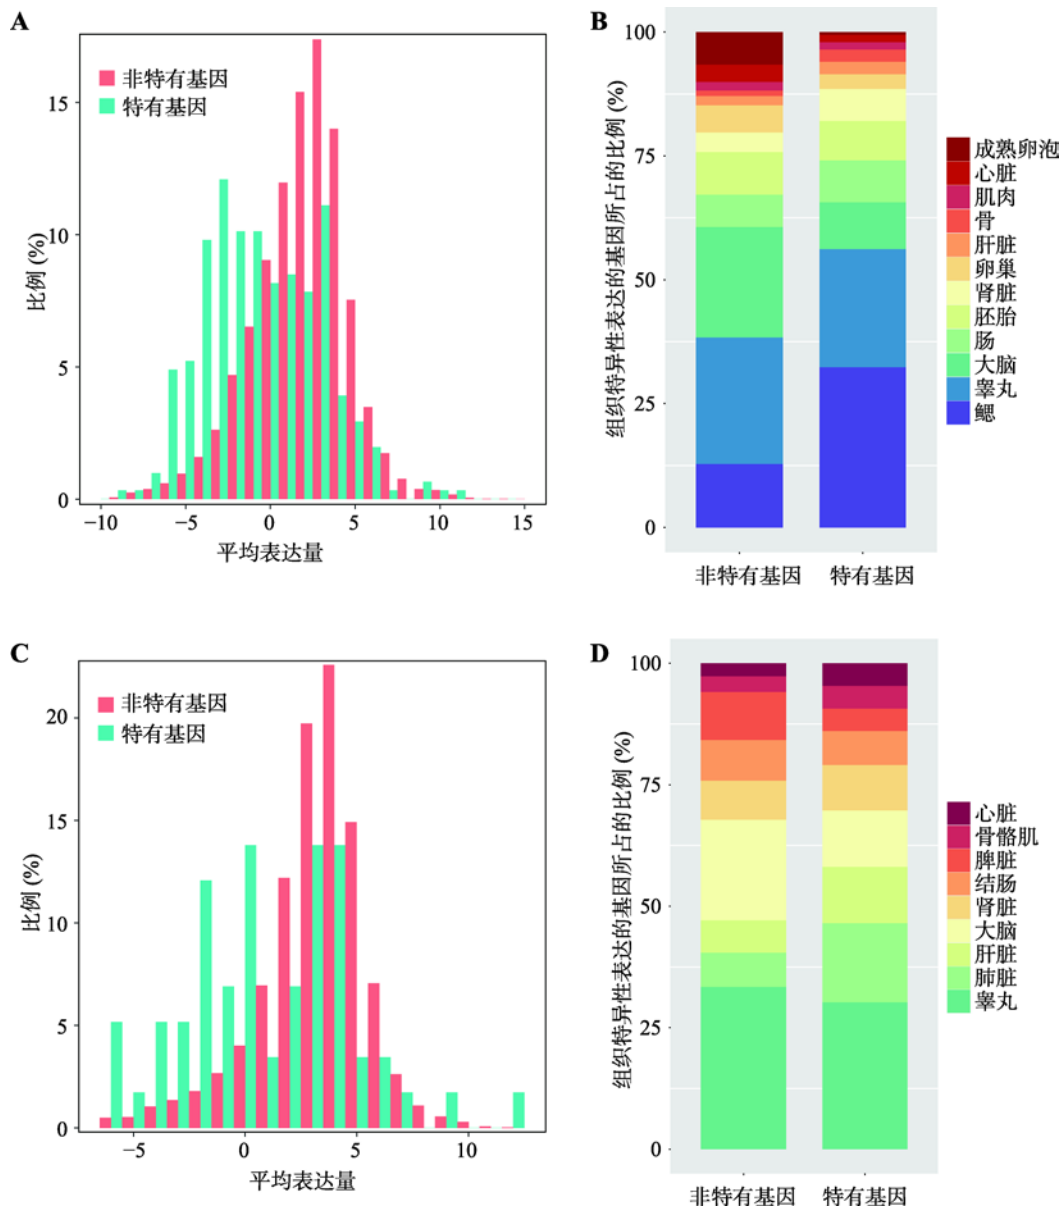 A
非特有基因
特有基因
15
10
5
0
比例 (%)
−10
−5
0
5
10
15
平均表达量
B
100
75
50
25
0
组织特异性表达的基因所占的比例 (%)
非特有基因
特有基因
成熟卵泡
心脏
肌肉
骨
肝脏
卵巢
肾脏
胚胎
肠
大脑
睾丸
鳃
C
非特有基因
特有基因
20
15
10
5
0
比例 (%)
−5
0
5
10
平均表达量
D
100
75
50
25
0
组织特异性表达的基因所占的比例 (%)
非特有基因
特有基因
心脏
骨骼肌
脾脏
结肠
肾脏
大脑
肝脏
肺脏
睾丸